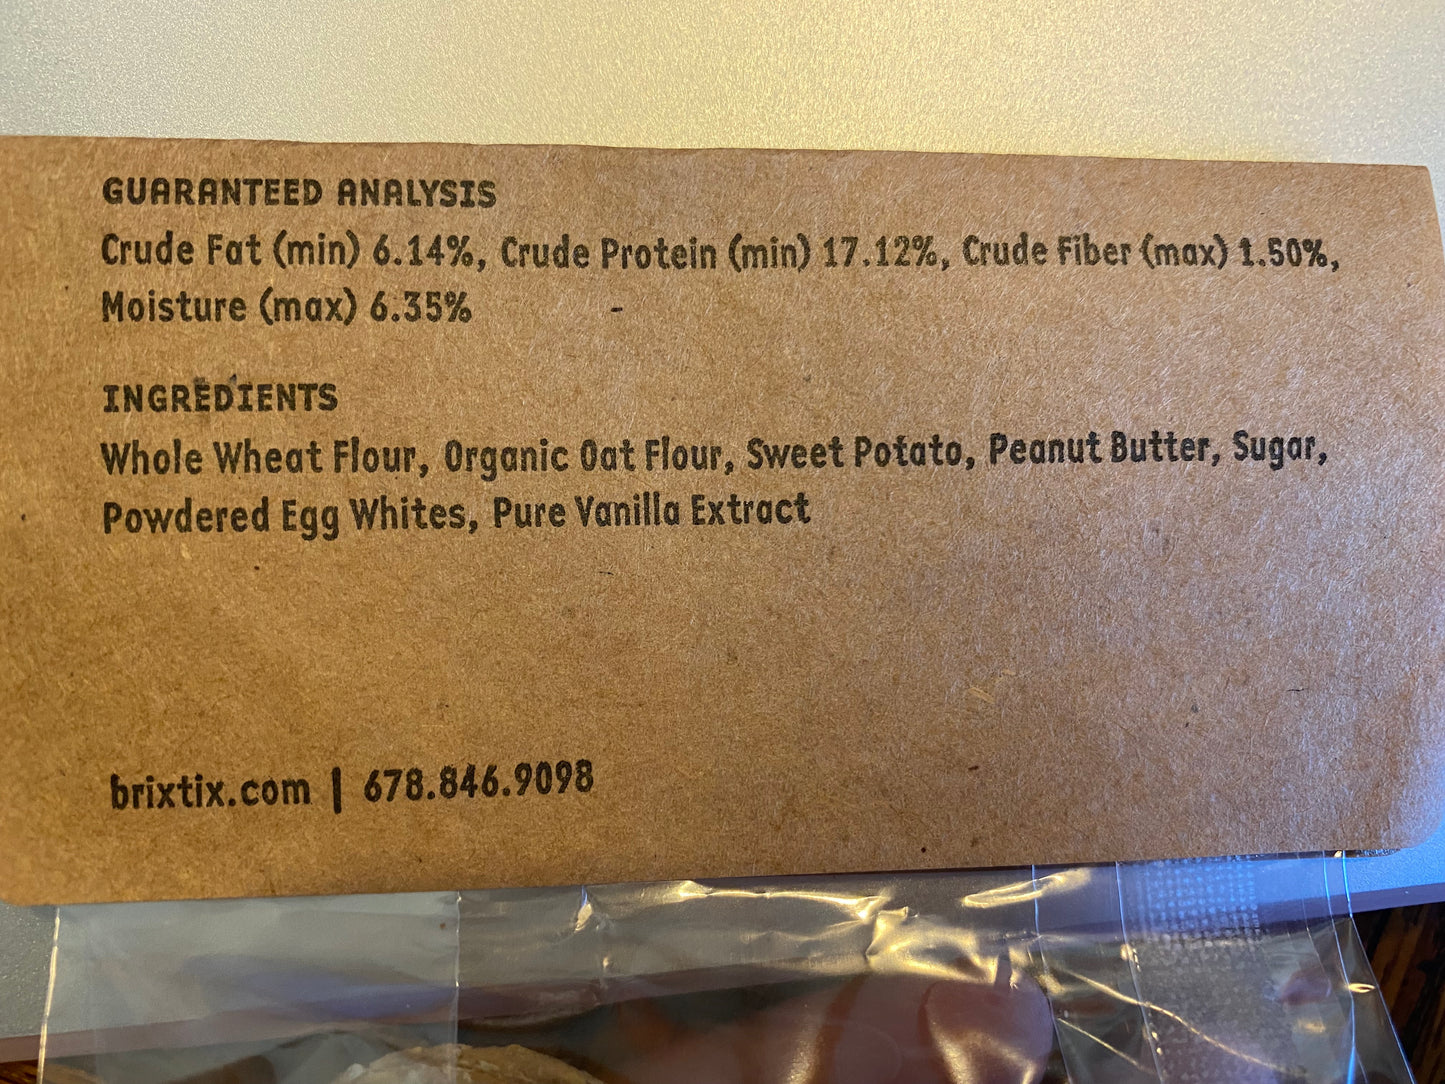 GUARANTEED ANALYSIS
Crude Fat (min) 6.14%, Crude Protein (min) 17.12%, Crude Fiber (max) 1.50%,
Moisture (max) 6.35%
INGREDIENTS
Whole Wheat Flour, Organic Oat Flour, Sweet Potato, Peanut Butter, Sugar,
Powdered Egg Whites, Pure Vanilla Extract
brixtix.com | 678.846.9098